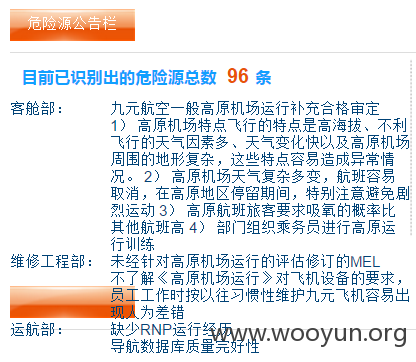 危险源公告栏
目前已识别出的危险源总数 96 条
客舱部： 九元航空一般高原机场运行补充合格审定
1） 高原机场特点飞行的特点是高海拔、不利
飞行的天气因素多、天气变化快以及高原机场
周围的地形复杂，这些特点容易造成异常情
况。 2） 高原机场天气复杂多变，航班容易
取消，在高原地区停留期间，特别注意避免剧
烈运动 3） 高原航班旅客要求吸氧的概率比
其他航班高 4） 部门组织乘务员进行高原运
行训练
维修工程部： 未经针对高原机场运行的评估修订的MEL
不了解《高原机场运行》对飞机设备的要求，
员工工作时按以往习惯性维护九元飞机容易出
现人为差错
运航部： 缺少RNP运行经历
导航数据库质量完好性
www.wooyun.org